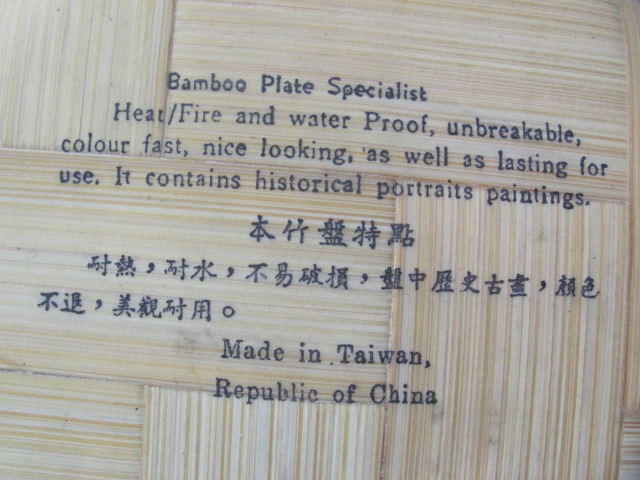 Bamboo Plate Specialist
Heat/Fire and water Proof, unbreakable,
colour fast, nice looking, as well as lasting for
use. It contains historical portraits paintings.
本竹盤特點
耐熱，耐水，不易破損，盤中歷史古畫，顏色
不退，美觀耐用。
Made in Taiwan,
Republic of China